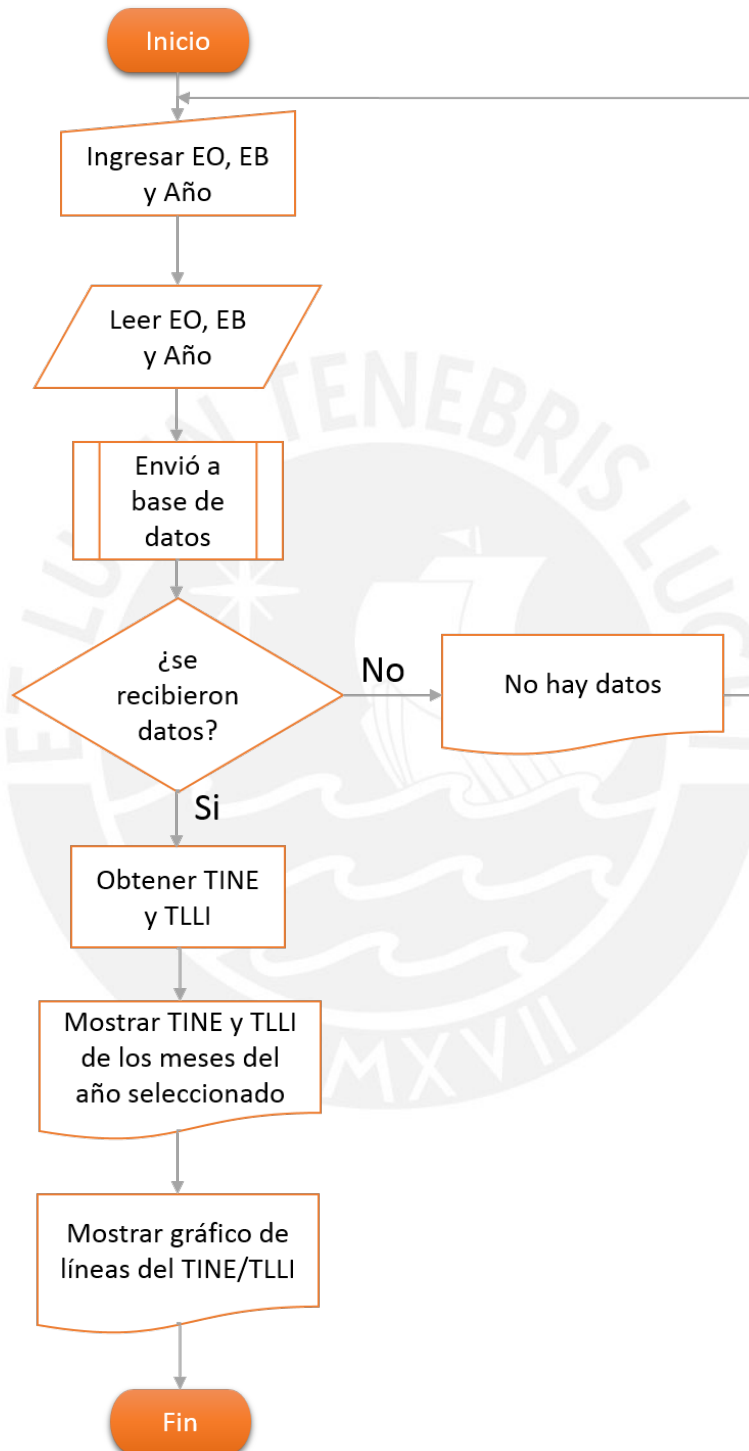 Inicio
Ingresar EO, EB
y Año
Leer EO, EB
y Año
Envió a
base de
datos
¿se
recibieron
datos?
No
No hay datos
Si
Obtener TINE
y TLLI
Mostrar TINE y TLLI
de los meses del
año seleccionado
Mostrar gráfico de
líneas del TINE/TLLI
Fin
TENEBRIS
MXVII